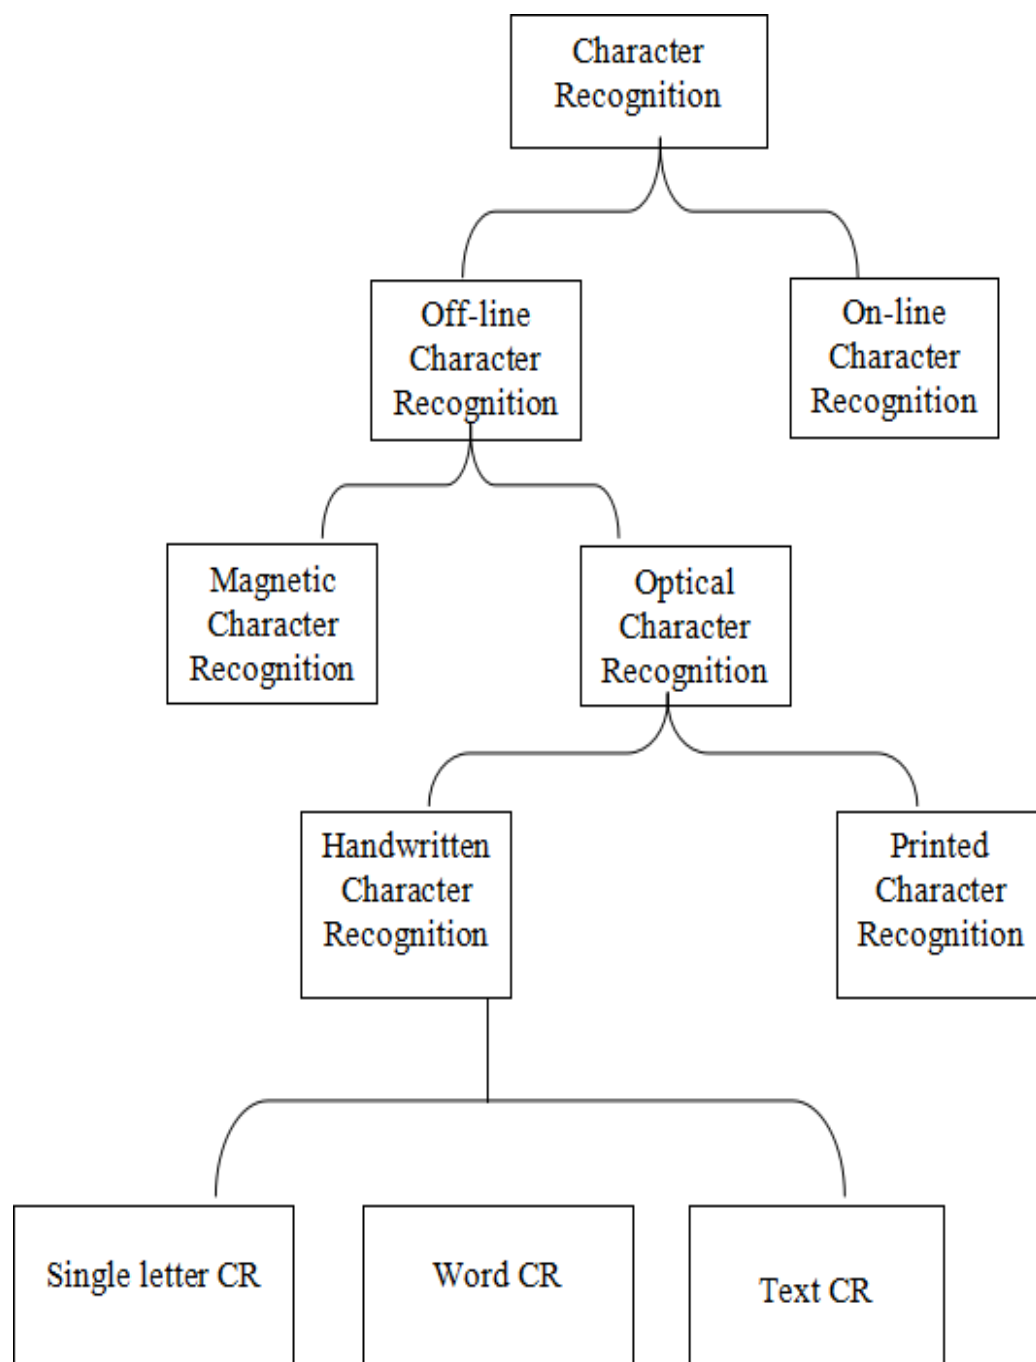 Character
Recognition
Off-line
Character
Recognition
On-line
Character
Recognition
Magnetic
Character
Recognition
Optical
Character
Recognition
Handwritten
Character
Recognition
Printed
Character
Recognition
Single letter CR
Word CR
Text CR